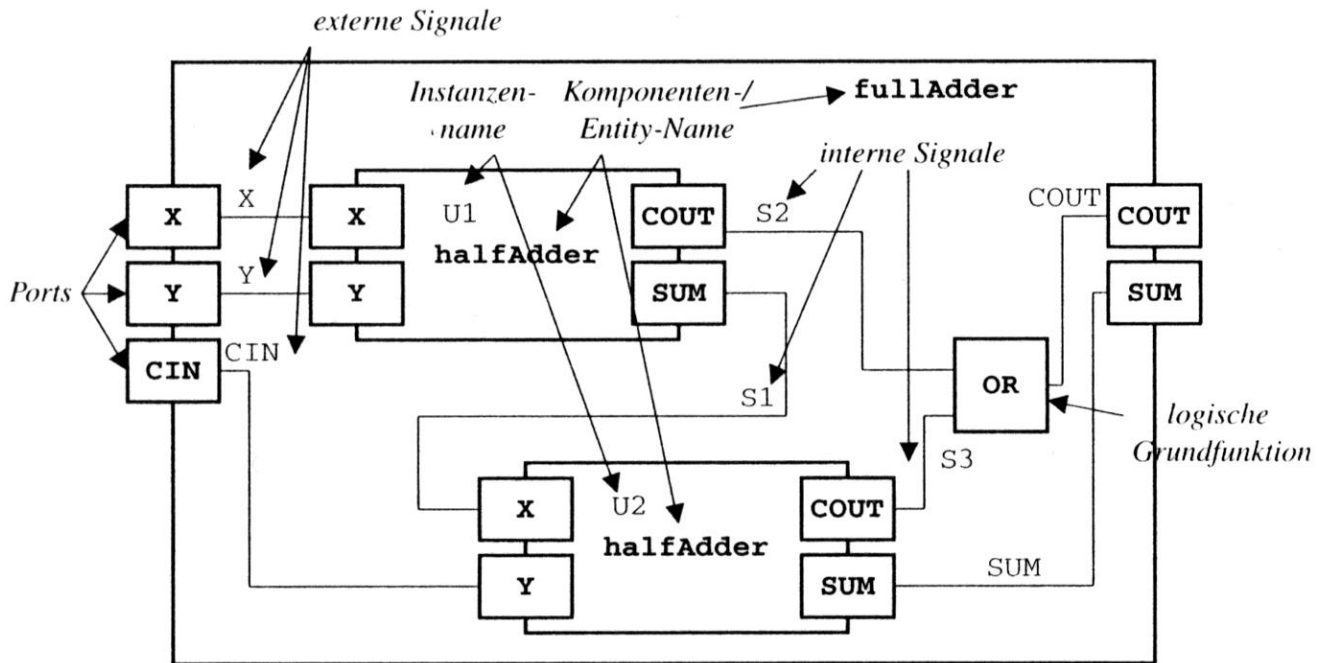 externe Signale
Instanzen-
name
Komponenten-/
Entity-Name
fullAdder
interne Signale
X
X
X
U1
COUT
S2
COUT
COUT
halfAdder
Ports
Y
Y
Y
SUM
SUM
CIN
CIN
S1
OR
logische
Grundfunktion
S3
X
U2
COUT
halfAdder
Y
SUM
SUM